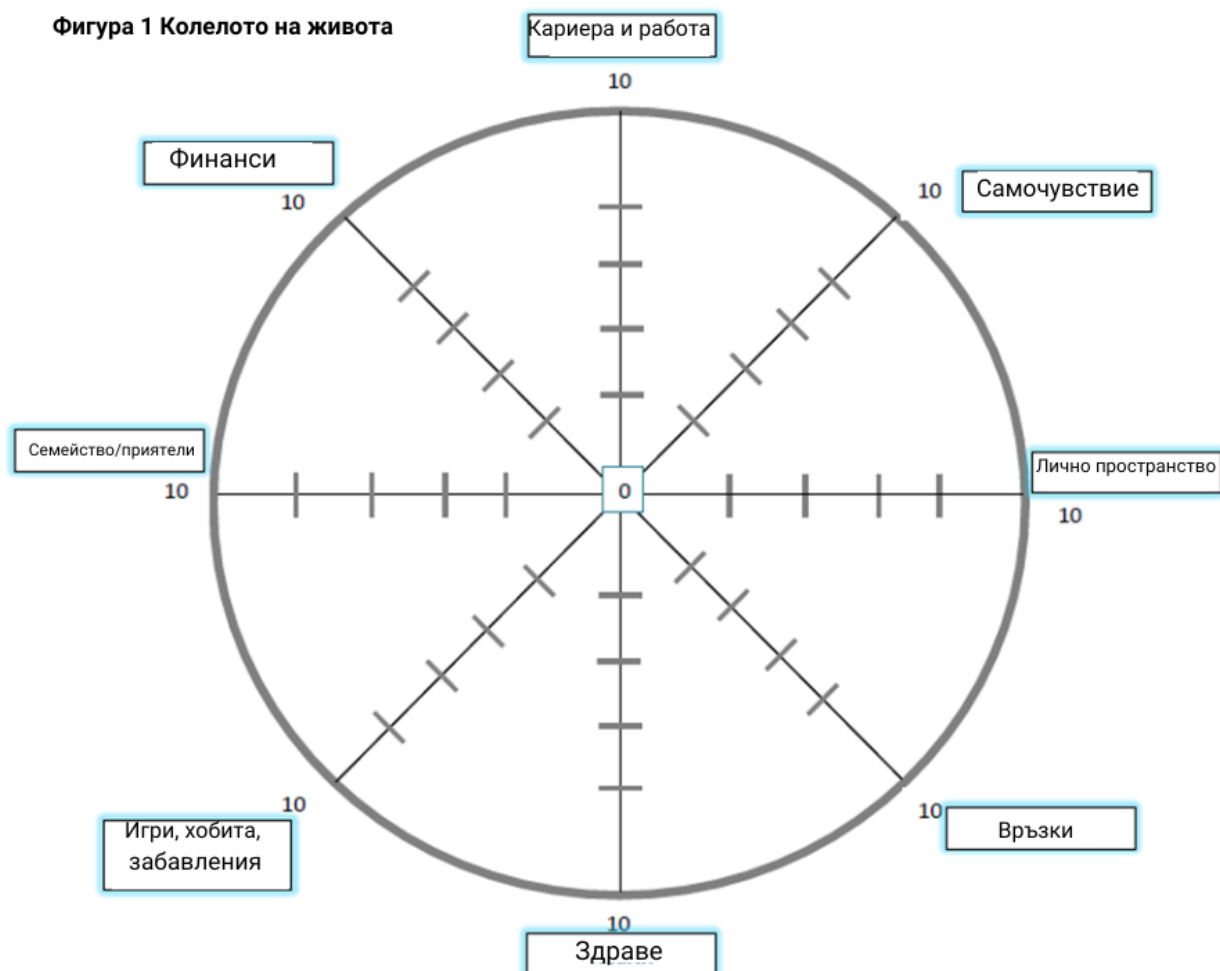 Фигура 1 Колелото на живота
Кариера и работа
10
Финанси
10
10
Самочувствие
Семейство/приятели
10
0
Лично пространство
10
10
Игри, хобита,
забавления
10
Връзки
10
Здраве